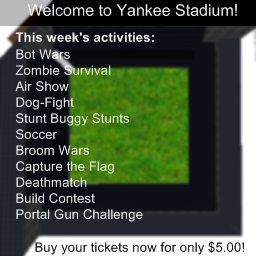 Welcome to Yankee Stadium!
This week's activities:
Bot Wars
Zombie Survival
Air Show
Dog-Fight
Stunt Buggy Stunts
Soccer
Broom Wars
Capture the Flag
Deathmatch
Build Contest
Portal Gun Challenge
Buy your tickets now for only $5.00!